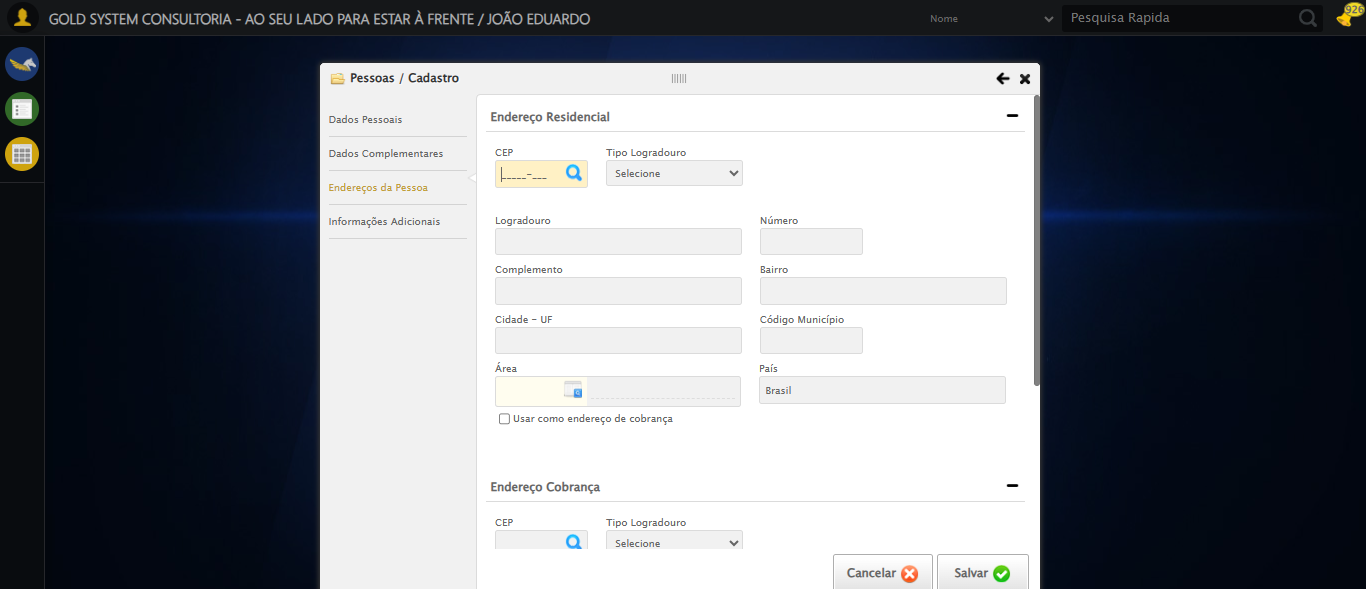 GOLD SYSTEM CONSULTORIA - AO SEU LADO PARA ESTAR À FRENTE / JOÃO EDUARDO
Nome
Pesquisa Rapida
926
Pessoas / Cadastro
Dados Pessoais
Dados Complementares
Endereços da Pessoa
Informações Adicionais
Endereço Residencial
CEP Tipo Logradouro
_____-___ Selecione
Logradouro Número
Complemento Bairro
Cidade - UF Código Município
Área País
Brasil
Usar como endereço de cobrança
Endereço Cobrança
CEP Tipo Logradouro
Selecione
Cancelar Salvar